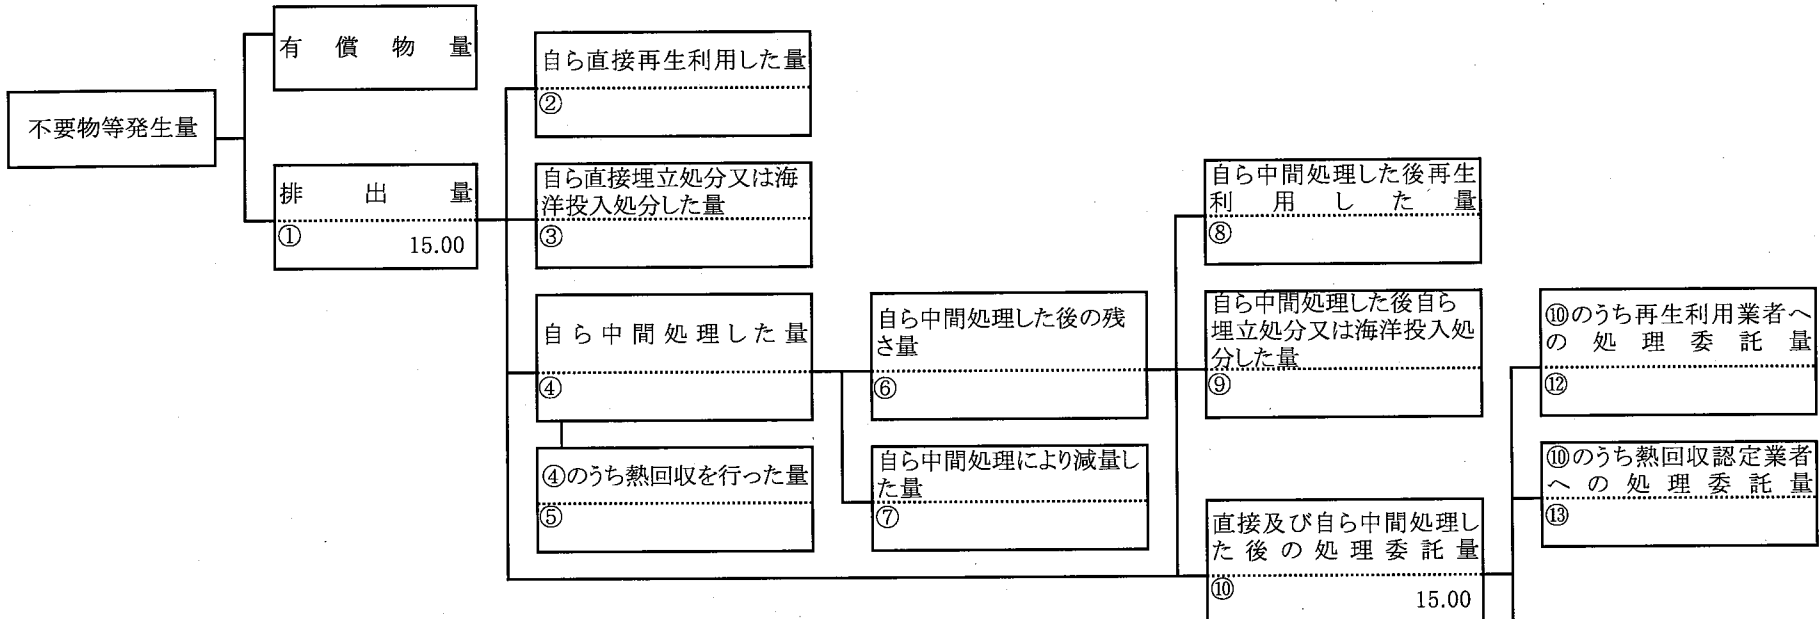 有償物量
不要物等発生量
排出量
①
15.00
自ら直接再生利用した量
②
自ら直接埋立処分又は海
洋投入処分した量
③
自ら中間処理した量
④
④のうち熱回収を行った量
⑤
自ら中間処理した後の残
さ量
⑥
自ら中間処理により減量し
た量
⑦
自ら中間処理した後再生
利用した量
⑧
自ら中間処理した後自ら
埋立処分又は海洋投入処
分した量
⑨
直接及び自ら中間処理し
た後の処理委託量
⑩
15.00
⑩のうち再生利用業者へ
の処理委託量
⑫
⑩のうち熱回収認定業者
への処理委託量
⑬